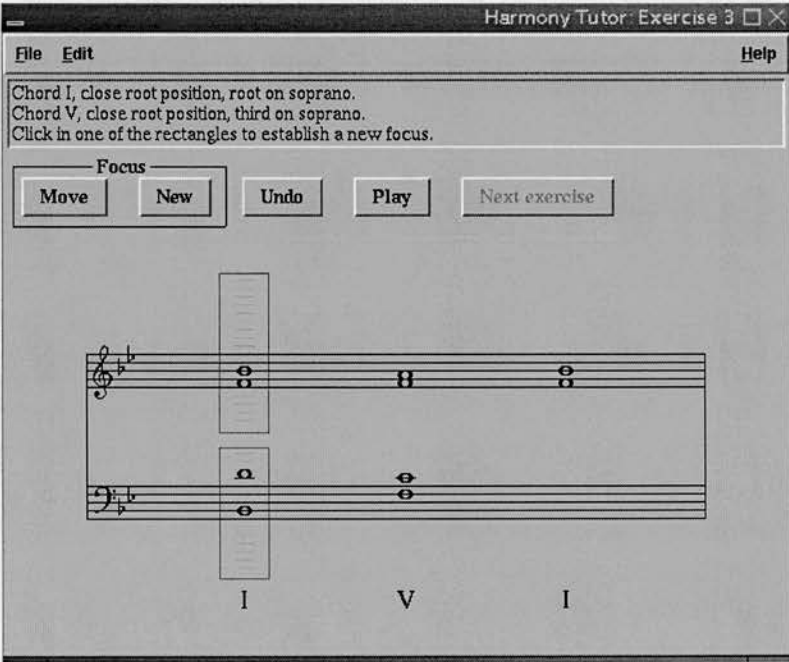 Harmony Tutor: Exercise 3
File Edit Help
Chord I, close root position, root on soprano.
Chord V, close root position, third on soprano.
Click in one of the rectangles to establish a new focus.
Focus
Move New Undo Play Next exercise
I V I